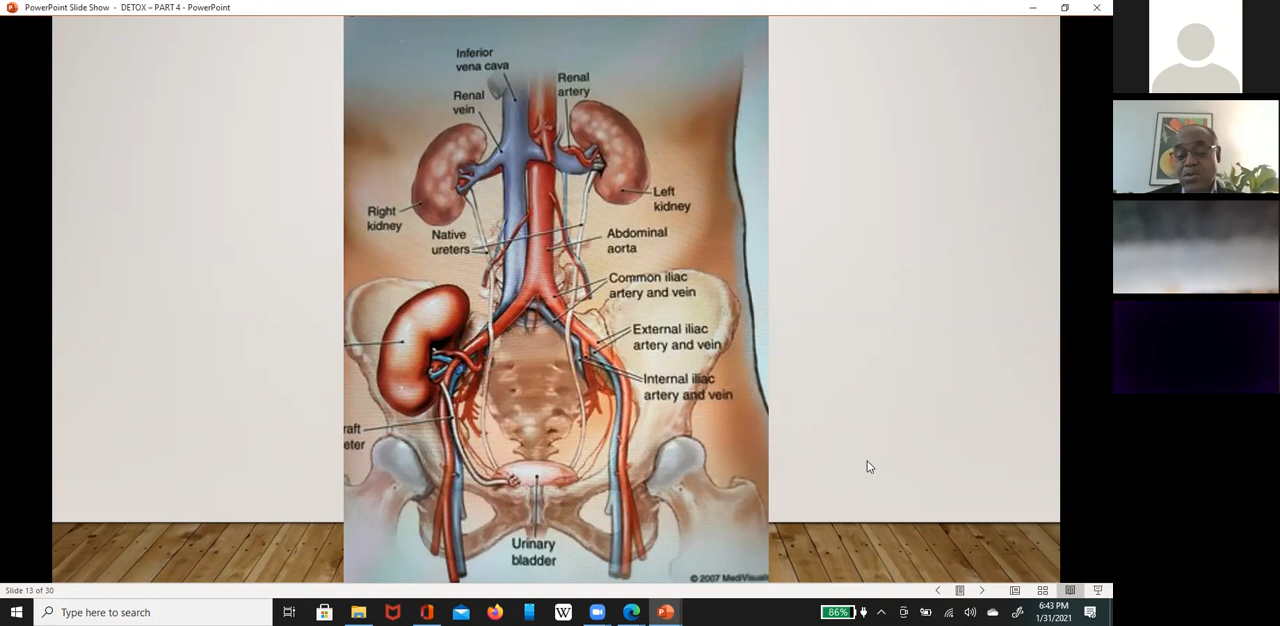 PowerPoint Slide Show - DETOX – PART 4 - PowerPoint
Inferior
vena cava
Renal
artery
Renal
vein
Right
kidney
Left
kidney
Native
ureters
Abdominal
aorta
Common iliac
artery and vein
External iliac
artery and vein
Internal iliac
artery and vein
raft
eter
Urinary
bladder
© 2007 MediVisuals
Slide 13 of 30
Type here to search
86%
6:43 PM
1/31/2021